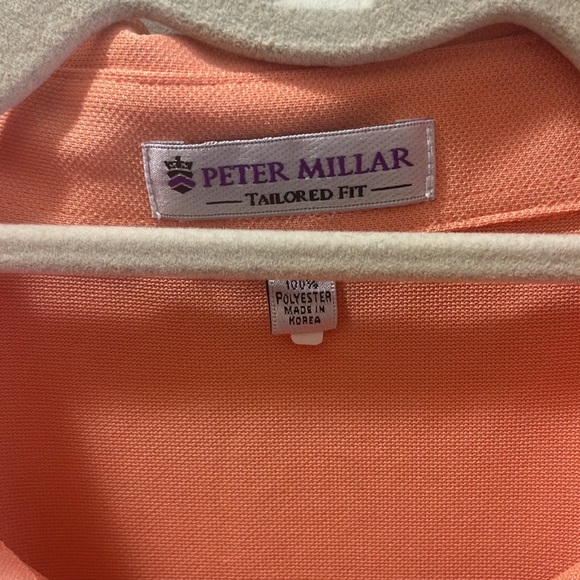 PETER MILLAR
TAILORED FIT
100%
POLYESTER
MADE IN
KOREA